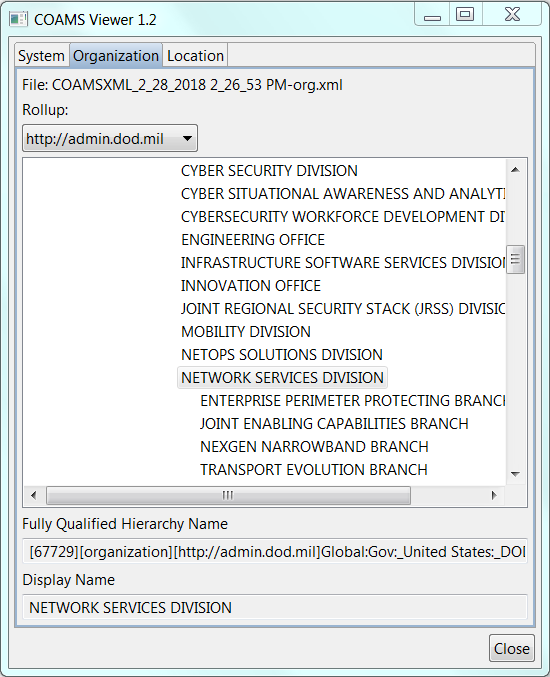 COAMS Viewer 1.2
System Organization Location
File: COAMSXML_2_28_2018 2_26_53 PM-org.xml
Rollup:
http://admin.dod.mil
CYBER SECURITY DIVISION
CYBER SITUATIONAL AWARENESS AND ANALYTI
CYBERSECURITY WORKFORCE DEVELOPMENT DI
ENGINEERING OFFICE
INFRASTRUCTURE SOFTWARE SERVICES DIVISION
INNOVATION OFFICE
JOINT REGIONAL SECURITY STACK (JRSS) DIVISIO
MOBILITY DIVISION
NETOPS SOLUTIONS DIVISION
NETWORK SERVICES DIVISION
ENTERPRISE PERIMETER PROTECTING BRANCH
JOINT ENABLING CAPABILITIES BRANCH
NEXGEN NARROWBAND BRANCH
TRANSPORT EVOLUTION BRANCH
Fully Qualified Hierarchy Name
[67729][organization][http://admin.dod.mil]Global:Gov:_United States:_DOD
Display Name
NETWORK SERVICES DIVISION
Close